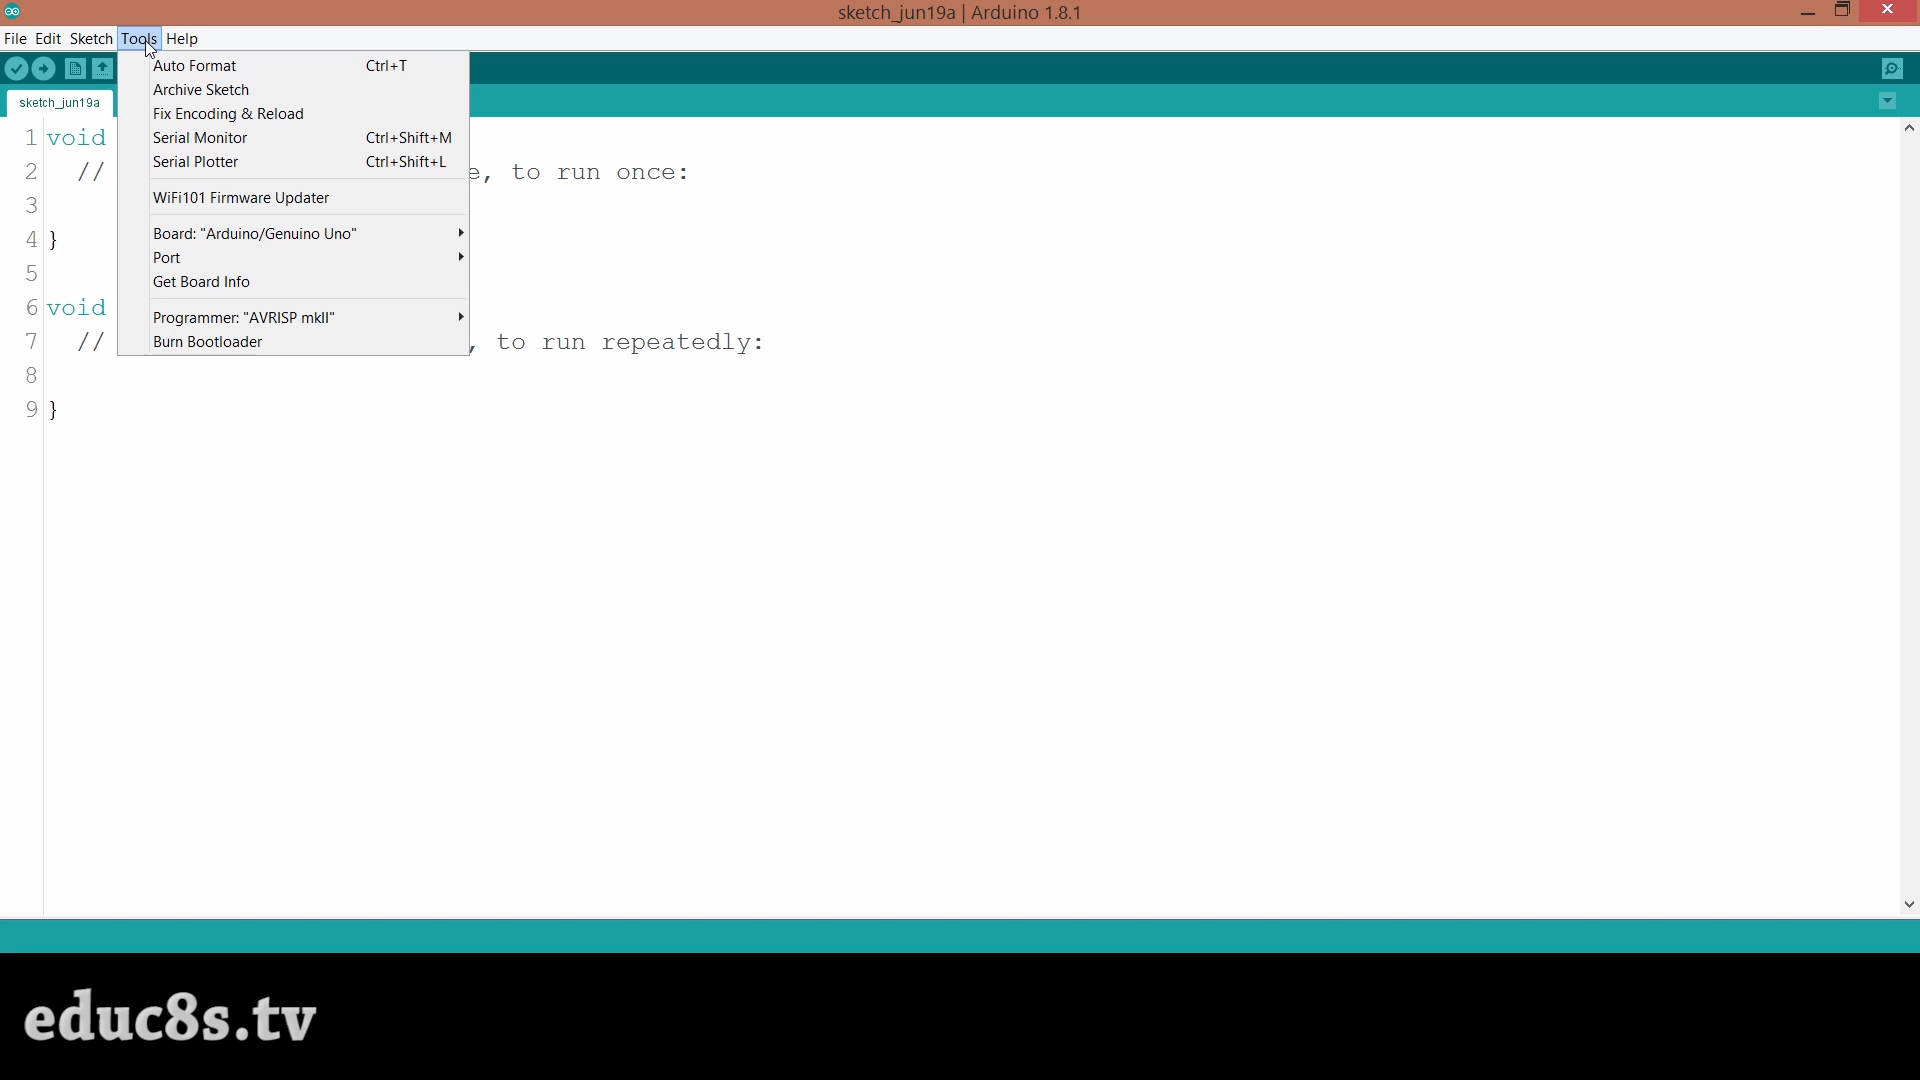 sketch_jun19a | Arduino 1.8.1
File Edit Sketch Tools Help
Auto Format Ctrl+T
Archive Sketch
Fix Encoding & Reload
Serial Monitor Ctrl+Shift+M
Serial Plotter Ctrl+Shift+L
WiFi101 Firmware Updater
Board: "Arduino/Genuino Uno"
Port
Get Board Info
Programmer: "AVRISP mkII"
Burn Bootloader
sketch_jun19a
1 void
2 // e, to run once:
3
4 }
5
6 void
7 // , to run repeatedly:
8
9 }
educ8s.tv